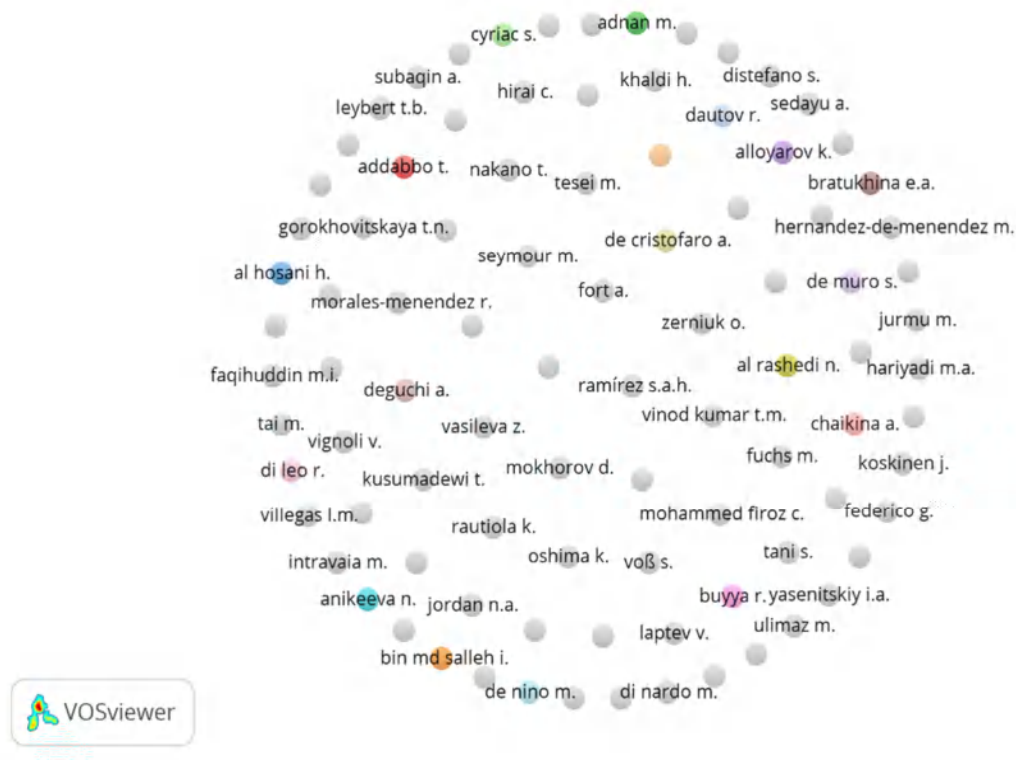 adnan m.
cyriac s.
subaqin a.
hirai c.
khaldi h.
distefano s.
leybert t.b.
sedayu a.
dautov r.
alloyarov k.
addabbo t.
nakano t.
tesei m.
bratukhina e.a.
gorokhovitskaya t.n.
hernandez-de-menendez m.
de cristofaro a.
seymour m.
al hosani h.
de muro s.
fort a.
morales-menendez r.
zerniuk o.
jurmu m.
al rashedi n.
hariyadi m.a.
faqihuddin m.i.
deguchi a.
ramírez s.a.h.
vinod kumar t.m.
chaikina a.
tai m.
vasileva z.
vignoli v.
fuchs m.
koskinen j.
di leo r.
mokhorov d.
kusumadewi t.
villegas l.m.
mohammed firoz c.
federico g.
rautiola k.
tani s.
oshima k.
voß s.
intravaia m.
buyya r.
yasenitskiy i.a.
anikeeva n.
jordan n.a.
laptev v.
ulimaz m.
bin md salleh i.
de nino m.
di nardo m.
VOSviewer